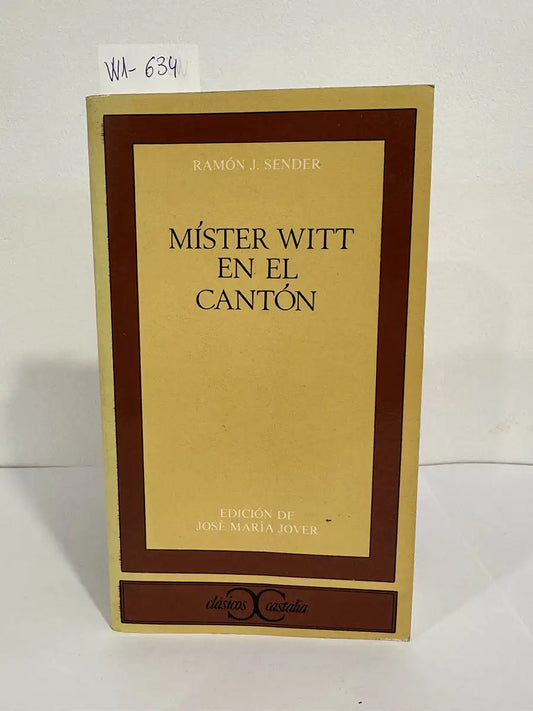 W1-634
RAMÓN J. SENDER
MÍSTER WITT
EN EL
CANTÓN
EDICIÓN DE
JOSÉ MARÍA JOVER
clásicos castalia